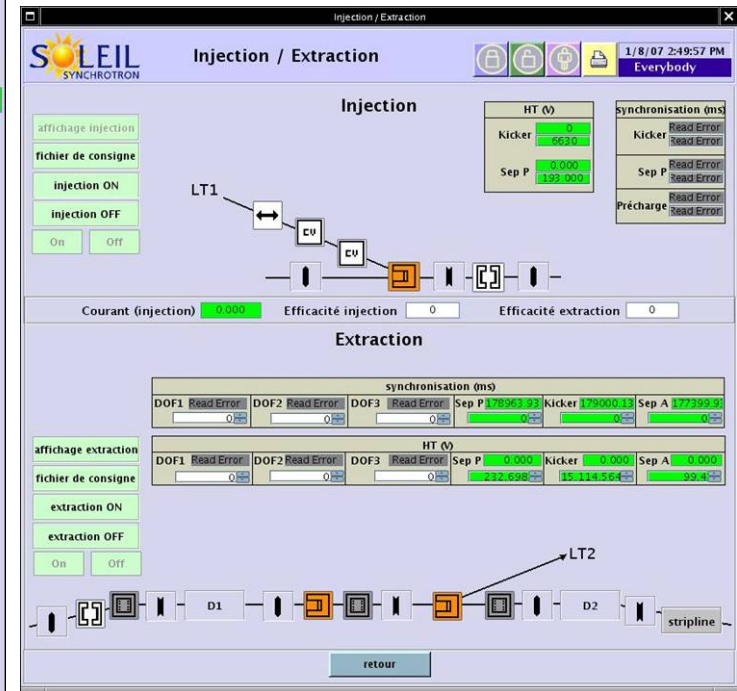 Injection / Extraction
SOLEIL
SYNCHROTRON
Injection / Extraction
1/8/07 2:49:57 PM
Everybody
Injection
affichage injection
fichier de consigne
injection ON
injection OFF
On Off
LT1
CV
CV
HT (V)
Kicker 0
6630
Sep P 0.000
193.000
synchronisation (ms)
Kicker Read Error
Read Error
Sep P Read Error
Read Error
Précharge Read Error
Read Error
Courant (injection) 0.000 Efficacité injection 0 Efficacité extraction 0
Extraction
synchronisation (ms)
DOF1 Read Error DOF2 Read Error DOF3 Read Error Sep P 178963.93 Kicker 179000.13 Sep A 177399.93
0 0 0 0 0 0
affichage extraction
fichier de consigne
extraction ON
extraction OFF
On Off
HT (V)
DOF1 Read Error DOF2 Read Error DOF3 Read Error Sep P 0.000 Kicker 0.000 Sep A 0.000
0 0 0 232.698 15,114.564 99.4
LT2
D1
D2
stripline
retour